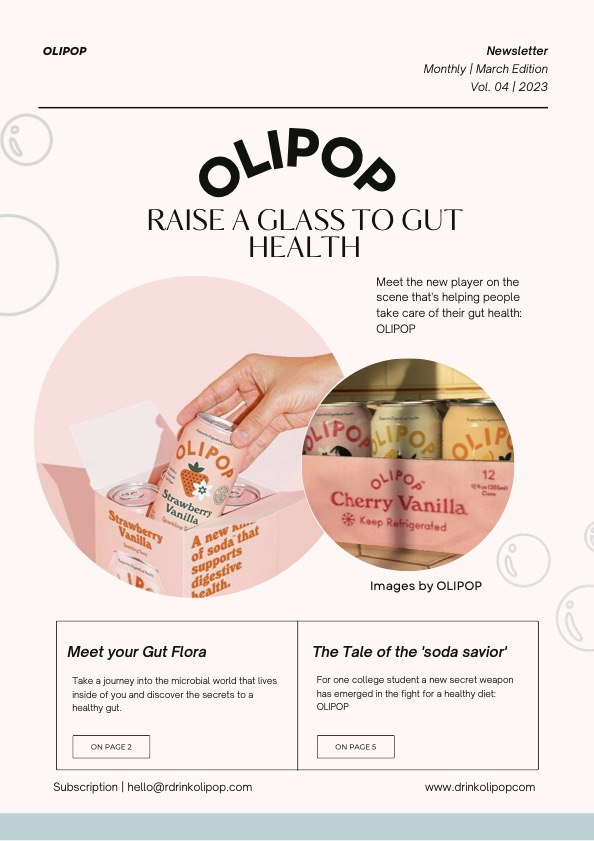 OLIPOP
Newsletter
Monthly | March Edition
Vol. 04 | 2023
OLIPOP
RAISE A GLASS TO GUT
HEALTH
Meet the new player on the
scene that's helping people
take care of their gut health:
OLIPOP
OLIPOP
Strawberry
Vanilla
Strawberry
Vanilla
A new kind
of soda that
supports
digestive
health.
OLIPOP
12
Cherry Vanilla
Keep Refrigerated
Images by OLIPOP
Meet your Gut Flora
Take a journey into the microbial world that lives
inside of you and discover the secrets to a
healthy gut.
ON PAGE 2
The Tale of the 'soda savior'
For one college student a new secret weapon
has emerged in the fight for a healthy diet:
OLIPOP
ON PAGE 5
Subscription | hello@rdrinkolipop.com
www.drinkolipopcom